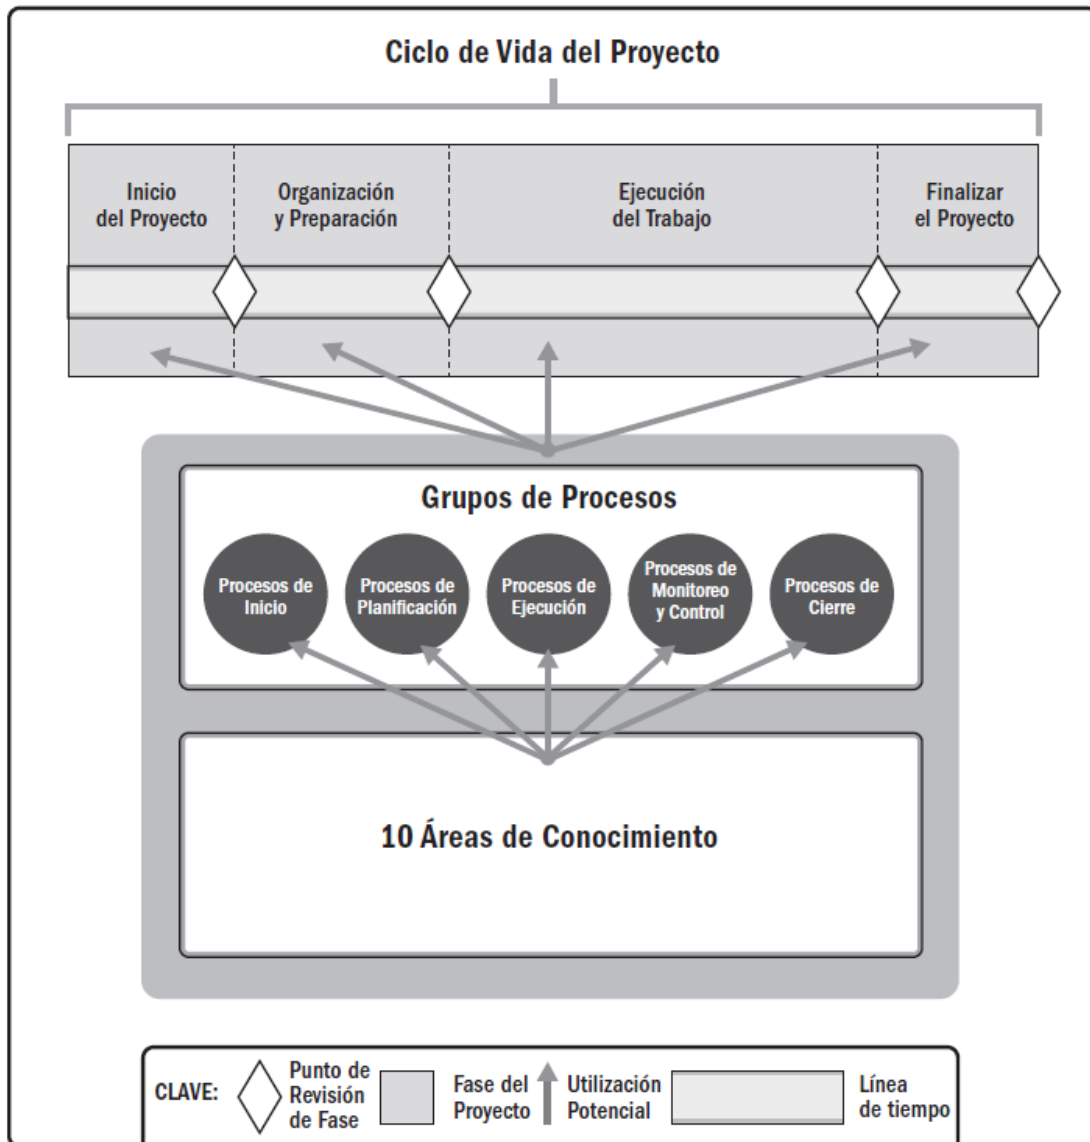 Ciclo de Vida del Proyecto
Inicio
del Proyecto
Organización
y Preparación
Ejecución
del Trabajo
Finalizar
el Proyecto
Grupos de Procesos
Procesos de
Inicio
Procesos de
Planificación
Procesos de
Ejecución
Procesos de
Monitoreo
y Control
Procesos de
Cierre
10 Áreas de Conocimiento
CLAVE:
Punto de
Revisión
de Fase
Fase del
Proyecto
Utilización
Potencial
Línea
de tiempo